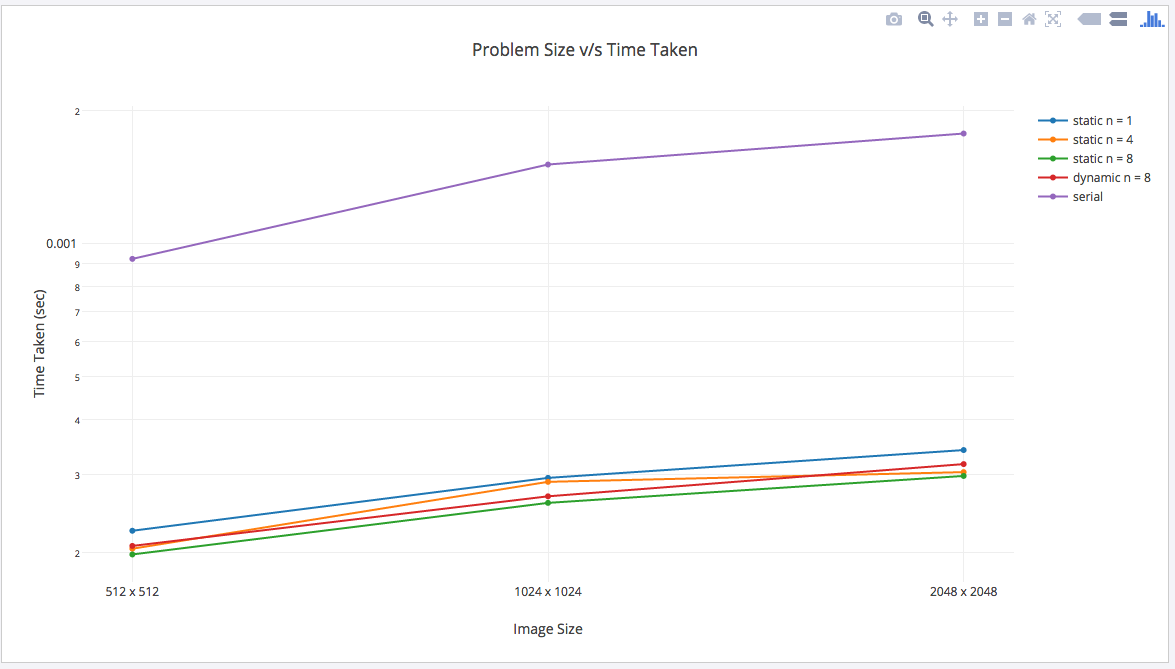 Problem Size v/s Time Taken
2
0.001
9
8
7
6
5
4
3
2
Time Taken (sec)
512 x 512
1024 x 1024
2048 x 2048
Image Size
static n = 1
static n = 4
static n = 8
dynamic n = 8
serial